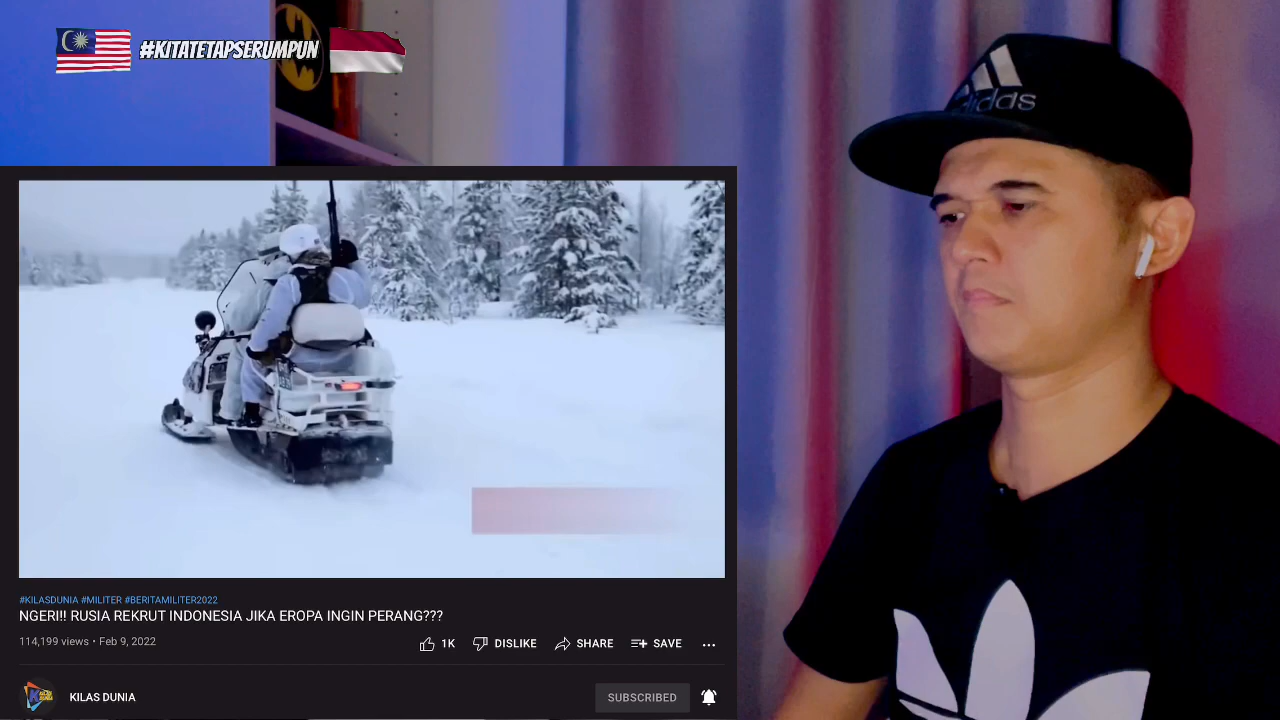 #KITATETAPSERUMPUN
adidas
#KILASDUNIA #MILITER #BERITAMILITER2022
NGERI!! RUSIA REKRUT INDONESIA JIKA EROPA INGIN PERANG???
114,199 views • Feb 9, 2022
1K
DISLIKE
SHARE
SAVE
KILAS DUNIA
SUBSCRIBED